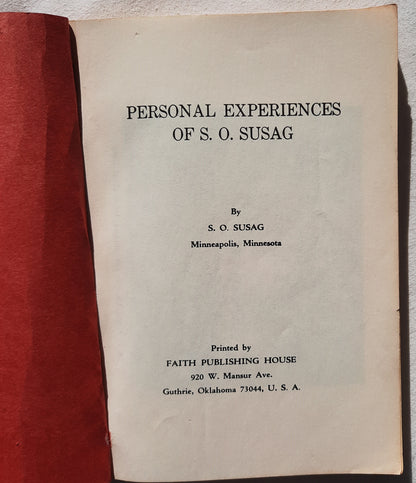 PERSONAL EXPERIENCES
OF S. O. SUSAG
By
S. O. SUSAG
Minneapolis, Minnesota
Printed by
FAITH PUBLISHING HOUSE
920 W. Mansur Ave.
Guthrie, Oklahoma 73044, U. S. A.